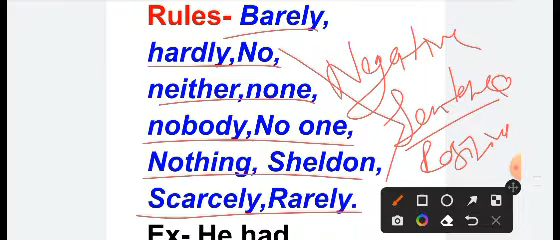 Rules- Barely,
hardly,No,
neither,none,
nobody,No one,
Nothing, Sheldon,
Scarcely,Rarely.
Ex- He had
Negative
Sentence